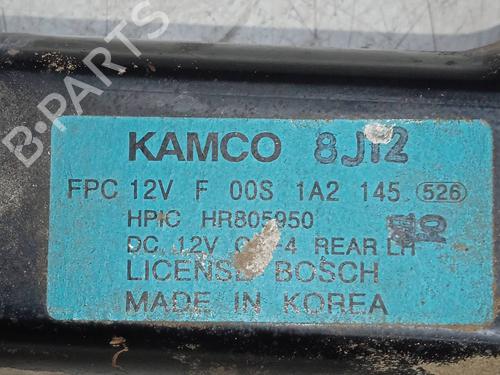 B-PARTS
KAMCO 8J12
FPC 12V F 00S 1A2 145 526
HPIC HR805950
DC 12V REAR LH
LICENSE BOSCH
MADE IN KOREA